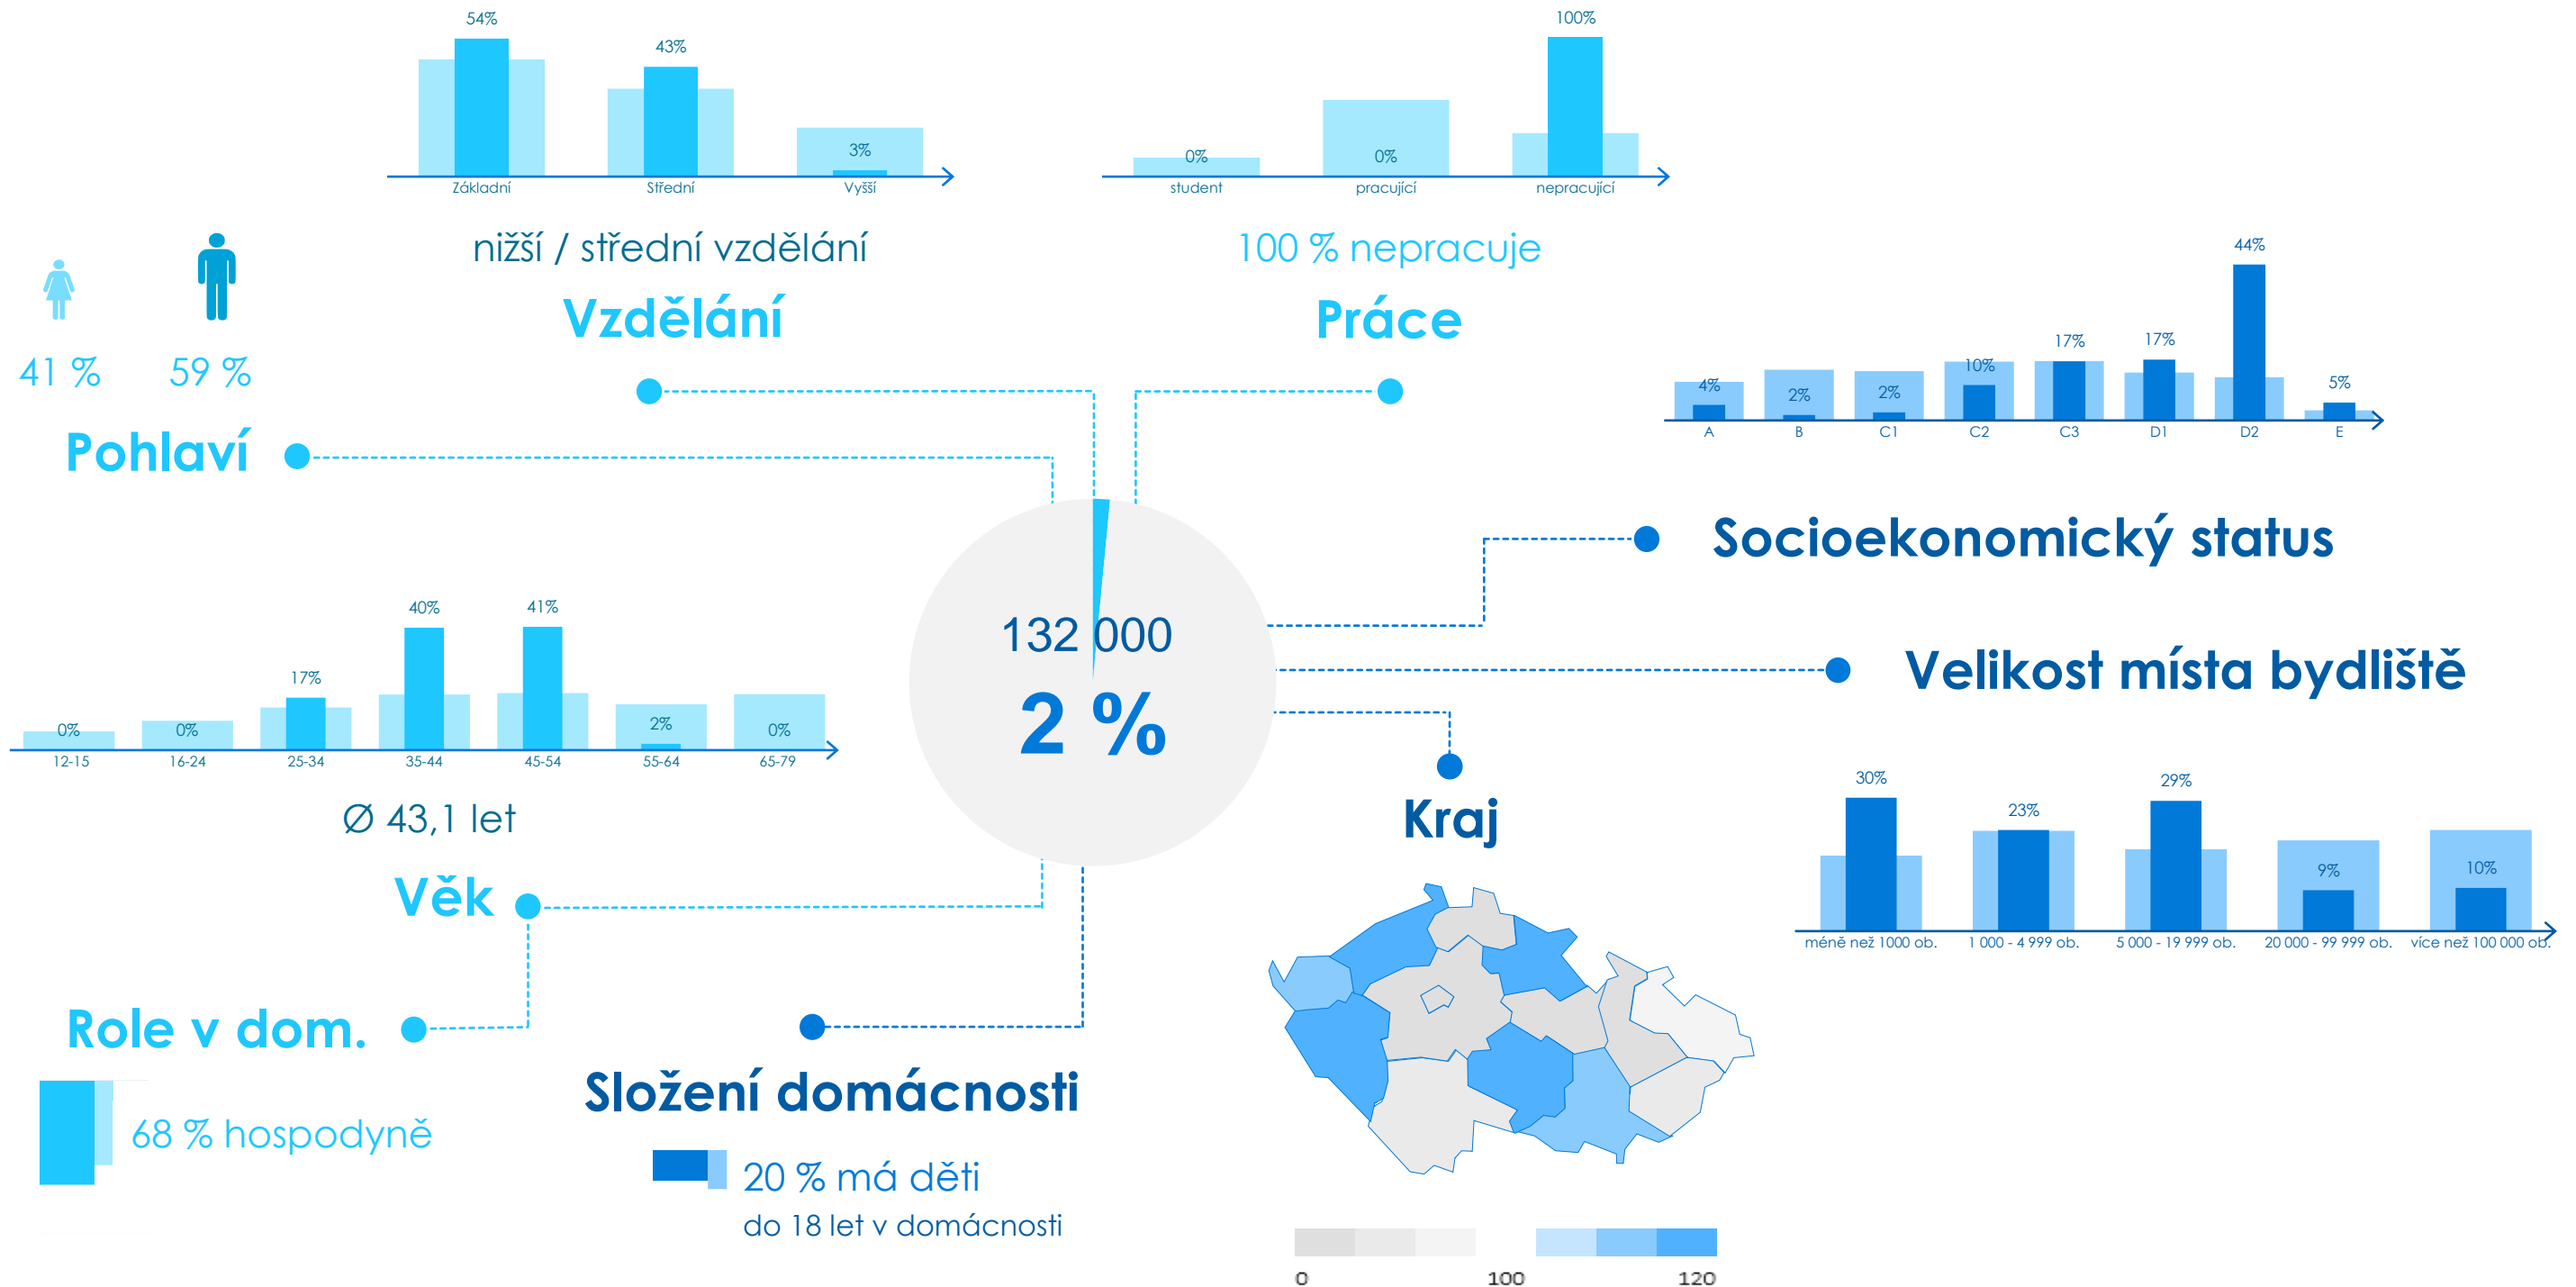 54%
43%
3%
Základní
Střední
Vyšší
nižší / střední vzdělání
Vzdělání
100%
0%
0%
student
pracující
nepracující
100 % nepracuje
Práce
41 %
59 %
Pohlaví
44%
4%
2%
2%
10%
17%
17%
5%
A
B
C1
C2
C3
D1
D2
E
Socioekonomický status
132 000
2 %
Velikost místa bydliště
30%
23%
29%
9%
10%
méně než 1000 ob.
1 000 - 4 999 ob.
5 000 - 19 999 ob.
20 000 - 99 999 ob.
více než 100 000 ob.
0%
0%
17%
40%
41%
2%
0%
12-15
16-24
25-34
35-44
45-54
55-64
65-79
Ø 43,1 let
Věk
Kraj
Role v dom.
68 % hospodyně
Složení domácnosti
20 % má děti
do 18 let v domácnosti
0
100
120